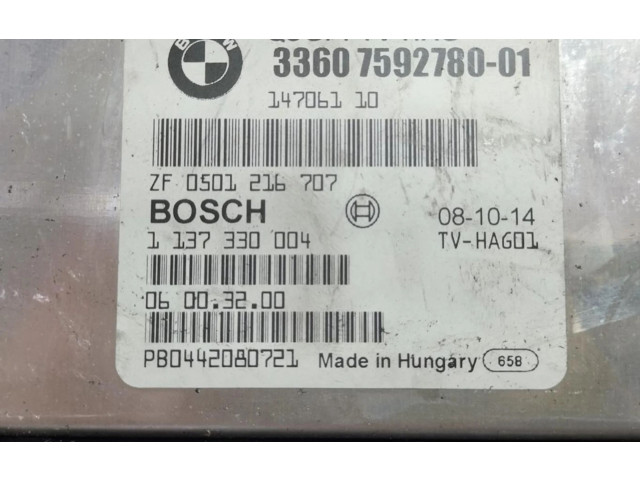 BMW
3360 7592780-01
147061 10
ZF 0501 216 707
BOSCH
08-10-14
1 137 330 004
TV-HAG01
06 00.32.00
PB0442080721 Made in Hungary 658